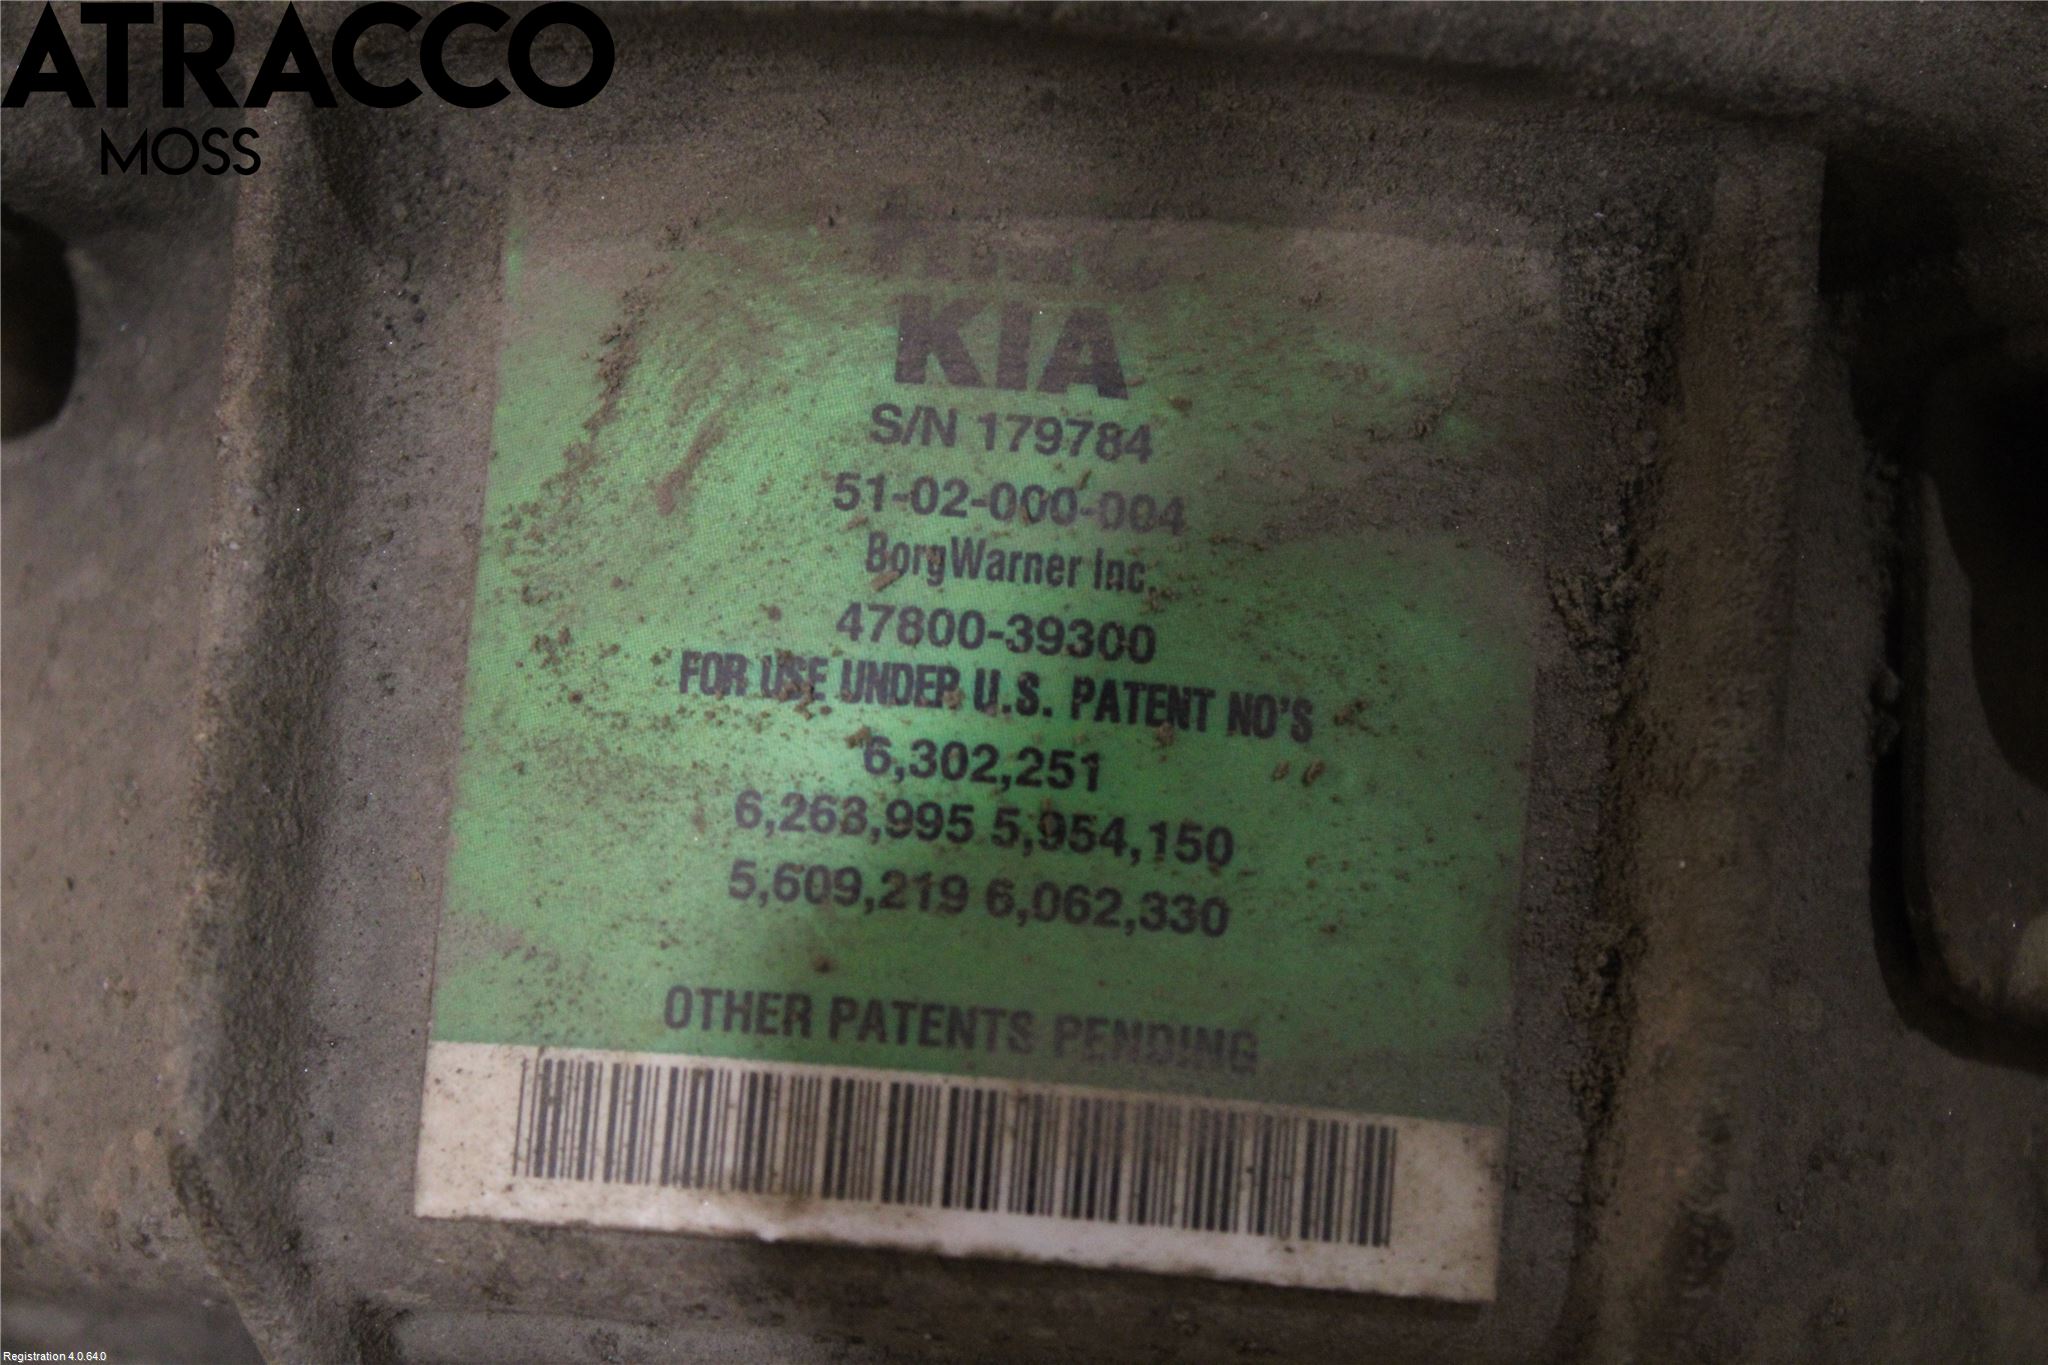 ATRACCO
MOSS
KIA
S/N 179784
51-02-000-004
BorgWarner Inc.
47800-39300
FOR USE UNDER U.S. PATENT NO'S
6,302,251
6,263,995 5,954,150
5,609,219 6,062,330
OTHER PATENTS PENDING
Registration 4.0.64.0